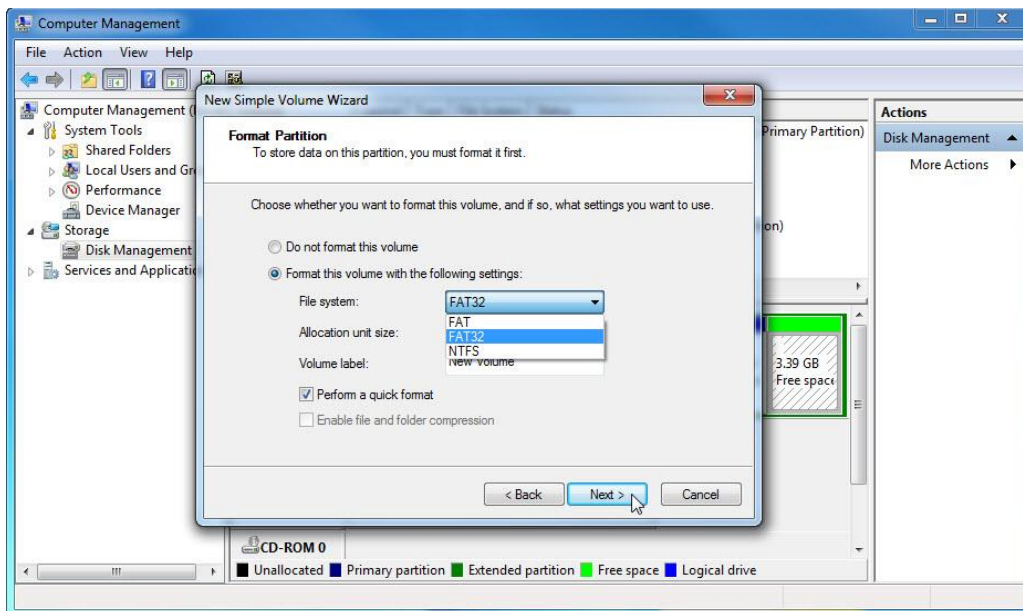 Computer Management
File Action View Help
Computer Management (
System Tools
Shared Folders
Local Users and Gr
Performance
Device Manager
Storage
Disk Management
Services and Applicatio
New Simple Volume Wizard
Format Partition
To store data on this partition, you must format it first.
Choose whether you want to format this volume, and if so, what settings you want to use.
Do not format this volume
Format this volume with the following settings:
File system: FAT32
FAT
FAT32
NTFS
Allocation unit size:
Volume label: New Volume
Perform a quick format
Enable file and folder compression
< Back Next > Cancel
Primary Partition)
on)
3.39 GB
Free space
CD-ROM 0
Unallocated Primary partition Extended partition Free space Logical drive
Actions
Disk Management
More Actions